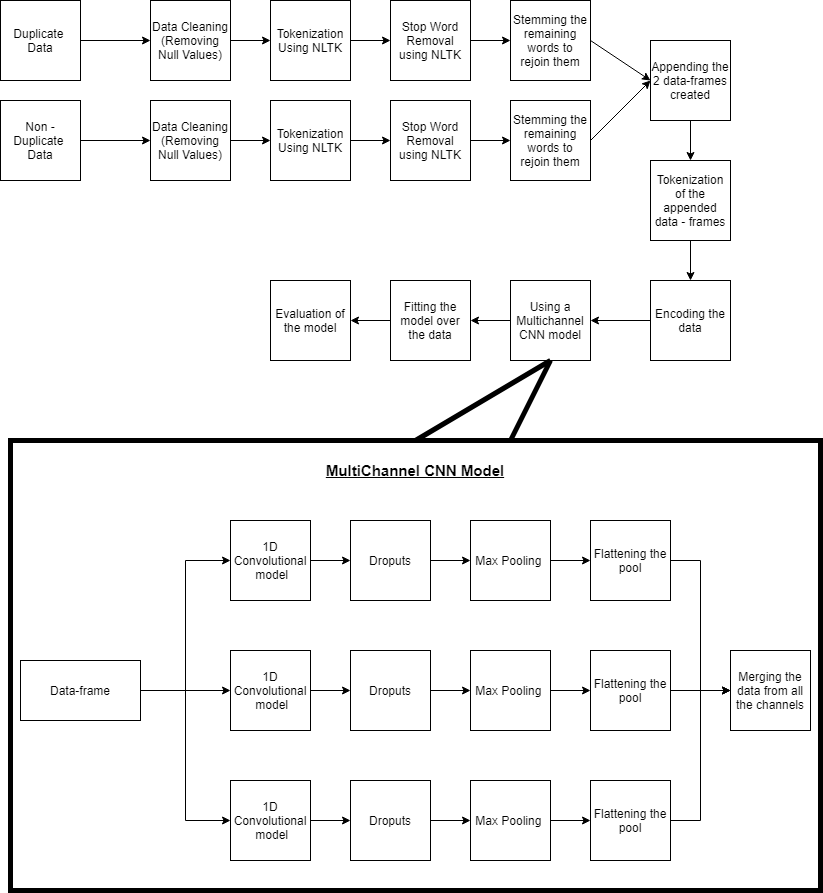 Duplicate
Data
Data Cleaning
(Removing
Null Values)
Tokenization
Using NLTK
Stop Word
Removal
using NLTK
Stemming the
remaining
words to
rejoin them
Appending the
2 data-frames
created
Non -
Duplicate
Data
Data Cleaning
(Removing
Null Values)
Tokenization
Using NLTK
Stop Word
Removal
using NLTK
Stemming the
remaining
words to
rejoin them
Tokenization
of the
appended
data - frames
Evaluation of
the model
Fitting the
model over
the data
Using a
Multichannel
CNN model
Encoding the
data
MultiChannel CNN Model
1D
Convolutional
model
Droputs
Max Pooling
Flattening the
pool
Data-frame
1D
Convolutional
model
Droputs
Max Pooling
Flattening the
pool
Merging the
data from all
the channels
1D
Convolutional
model
Droputs
Max Pooling
Flattening the
pool